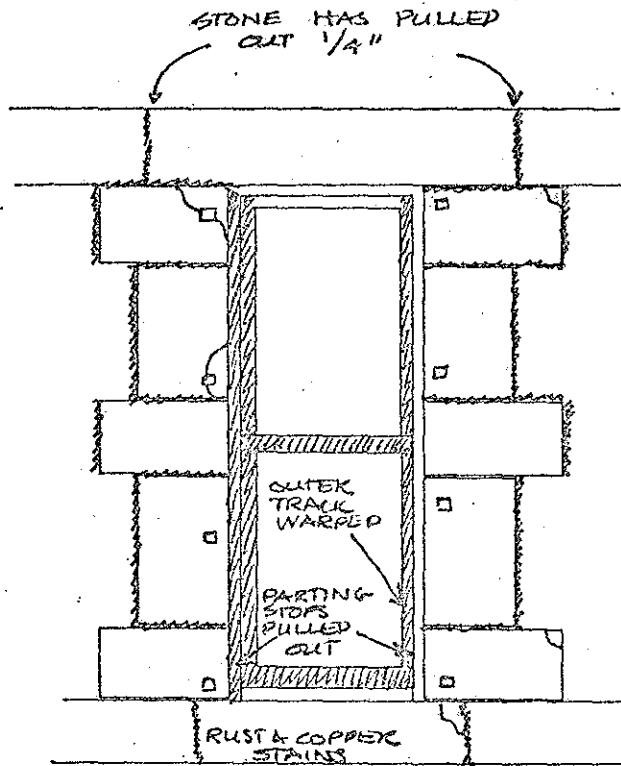 STONE HAS PULLED
OUT 1/4"
OUTER
TRACK
WARPED
PARTING
STOPS
PULLED
OUT
RUST & COPPER
STAINS